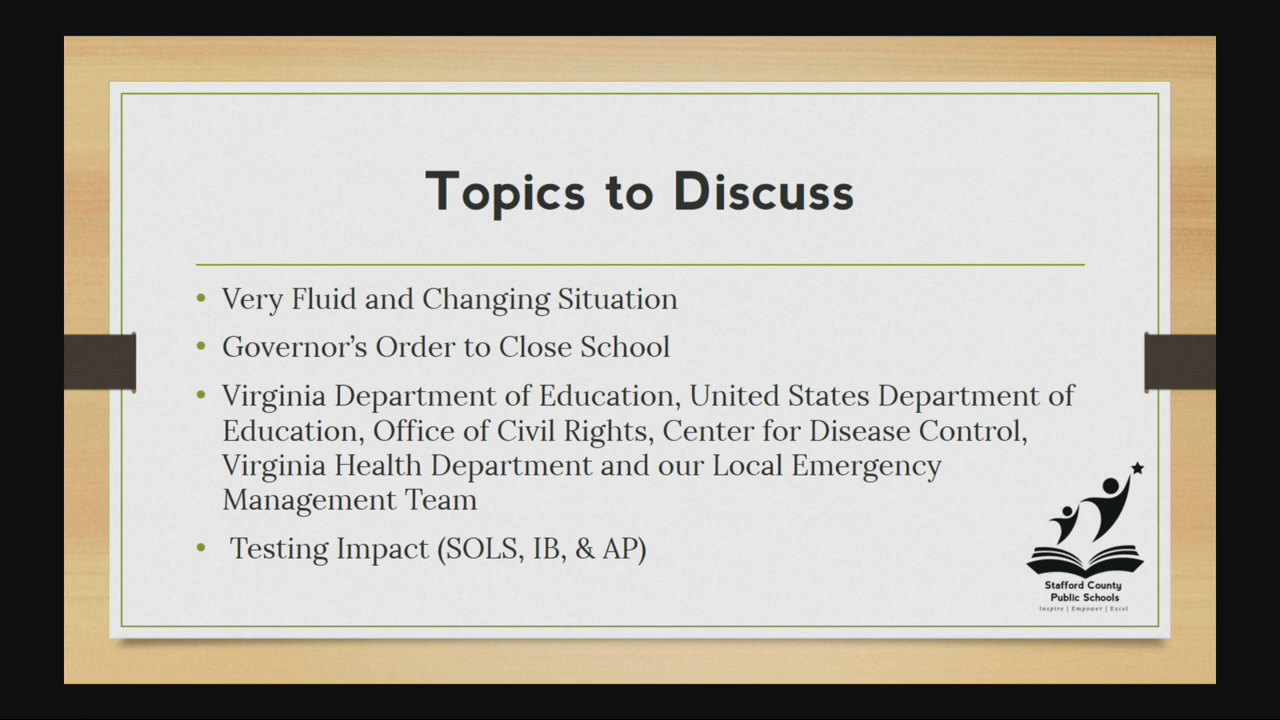 Topics to Discuss
• Very Fluid and Changing Situation
• Governor’s Order to Close School
• Virginia Department of Education, United States Department of
Education, Office of Civil Rights, Center for Disease Control,
Virginia Health Department and our Local Emergency
Management Team
• Testing Impact (SOLS, IB, & AP)
Stafford County
Public Schools
Inspire | Empower | Excel